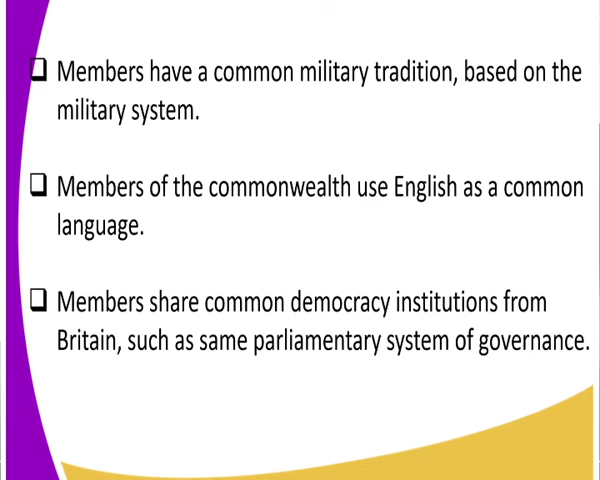 ❑ Members have a common military tradition, based on the
military system.
❑ Members of the commonwealth use English as a common
language.
❑ Members share common democracy institutions from
Britain, such as same parliamentary system of governance.